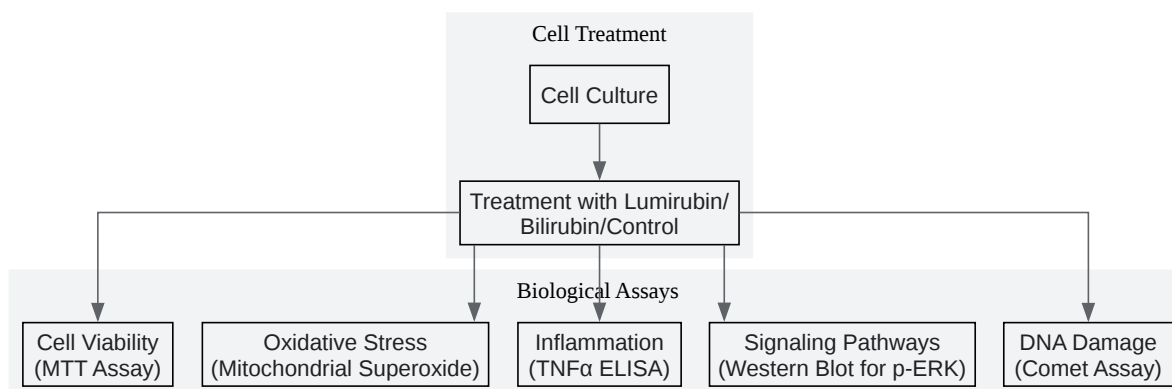 Cell Treatment
Cell Culture
Treatment with Lumirubin/
Bilirubin/Control
Biological Assays
Cell Viability
(MTT Assay)
Oxidative Stress
(Mitochondrial Superoxide)
Inflammation
(TNFα ELISA)
Signaling Pathways
(Western Blot for p-ERK)
DNA Damage
(Comet Assay)